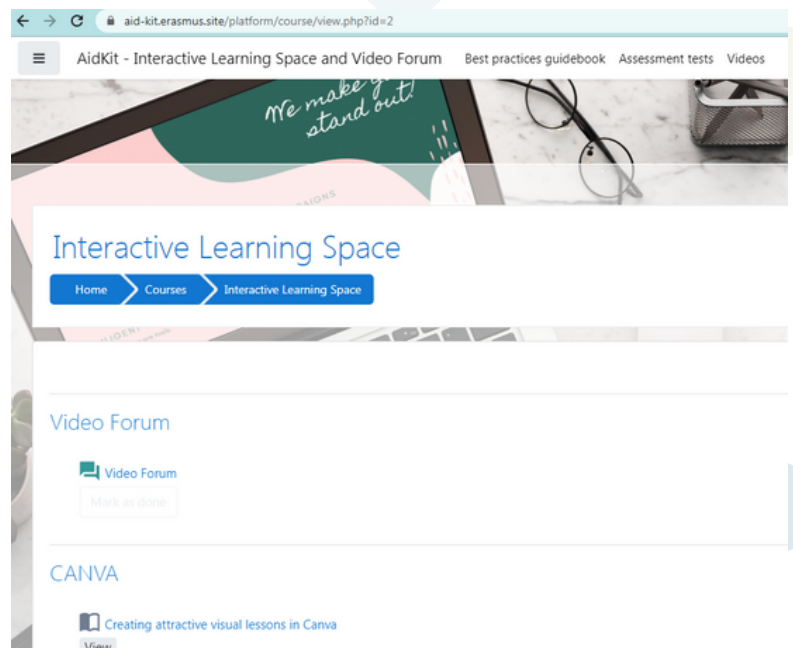 aid-kit.erasmus.site/platform/course/view.php?id=2
AidKit - Interactive Learning Space and Video Forum Best practices guidebook Assessment tests Videos
We make you
stand out!
Interactive Learning Space
Home Courses Interactive Learning Space
Video Forum
Video Forum
Mark as done
CANVA
Creating attractive visual lessons in Canva
View